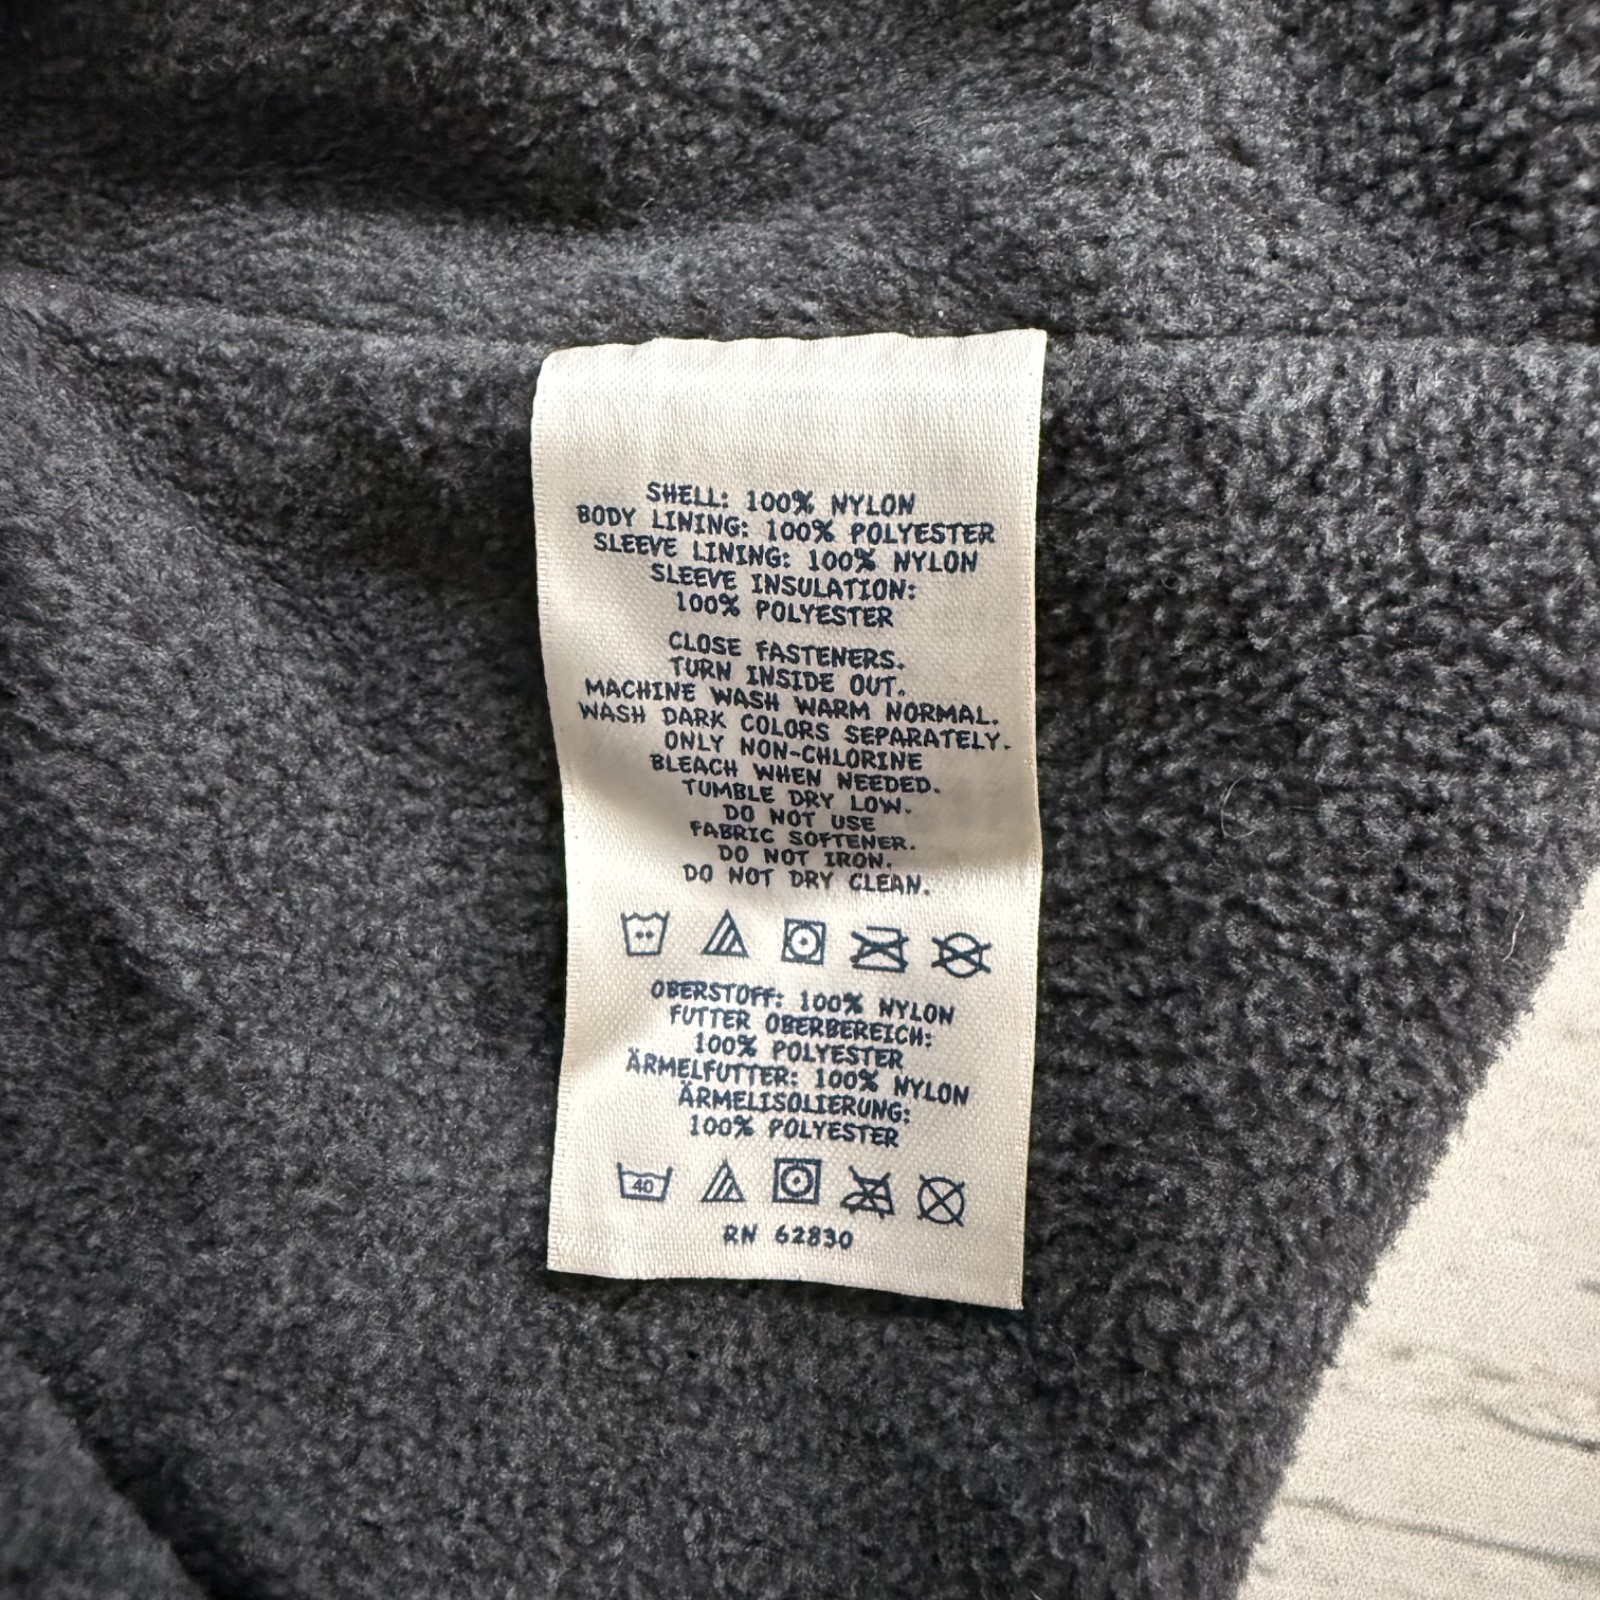 SHELL: 100% NYLON
BODY LINING: 100% POLYESTER
SLEEVE LINING: 100% NYLON
SLEEVE INSULATION:
100% POLYESTER
CLOSE FASTENERS.
TURN INSIDE OUT.
MACHINE WASH WARM NORMAL.
WASH DARK COLORS SEPARATELY.
ONLY NON-CHLORINE
BLEACH WHEN NEEDED.
TUMBLE DRY LOW.
DO NOT USE
FABRIC SOFTENER.
DO NOT IRON.
DO NOT DRY CLEAN.
OBERSTOFF: 100% NYLON
FUTTER OBERBEREICH:
100% POLYESTER
ÄRMELFUTTER: 100% NYLON
ÄRMELISOLIERUNG:
100% POLYESTER
40
RN 62830